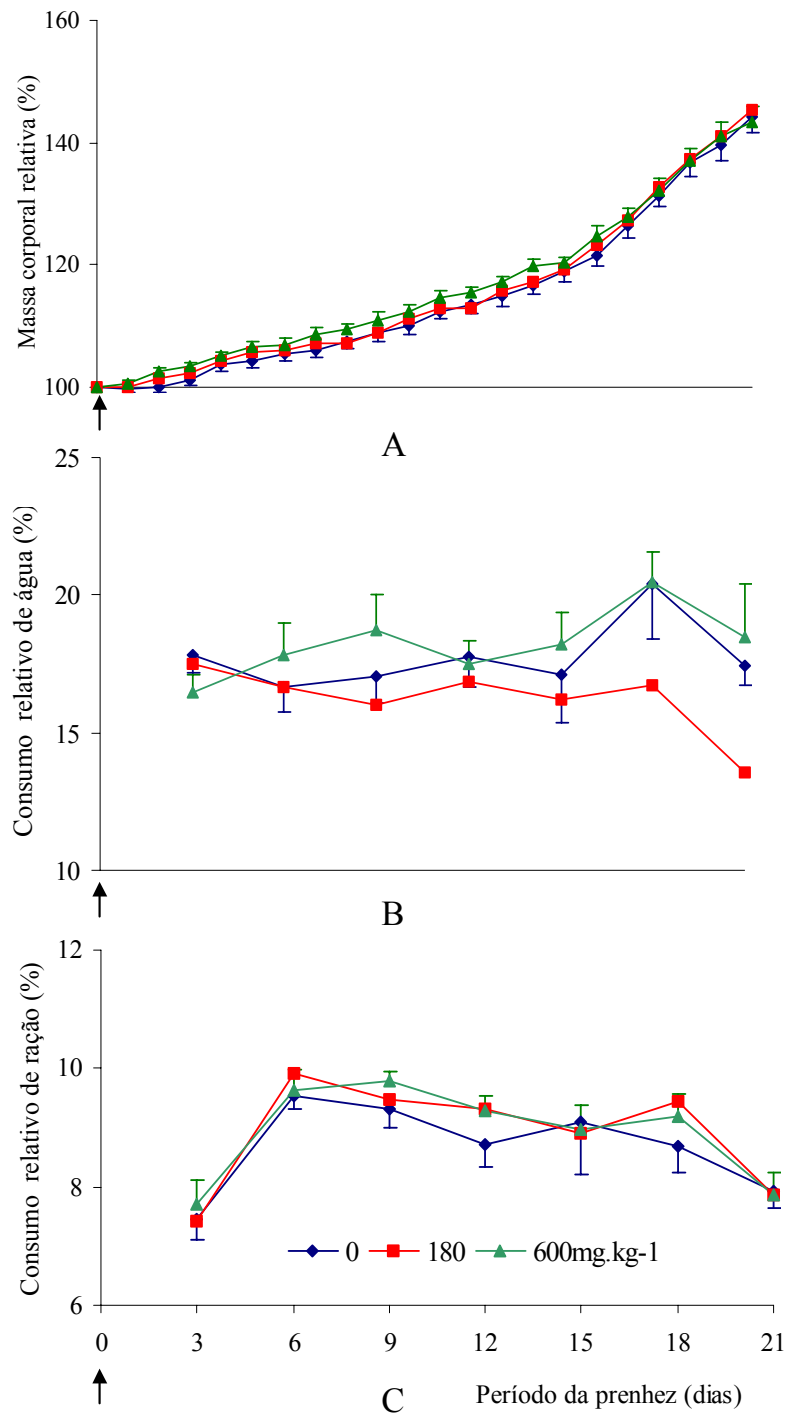 Massa corporal relativa (%)
160
140
120
100
A
Consumo relativo de água (%)
25
20
15
10
B
Consumo relativo de ração (%)
12
10
8
6
0 180 600mg.kg-1
0 3 6 9 12 15 18 21
C
Período da prenhez (dias)